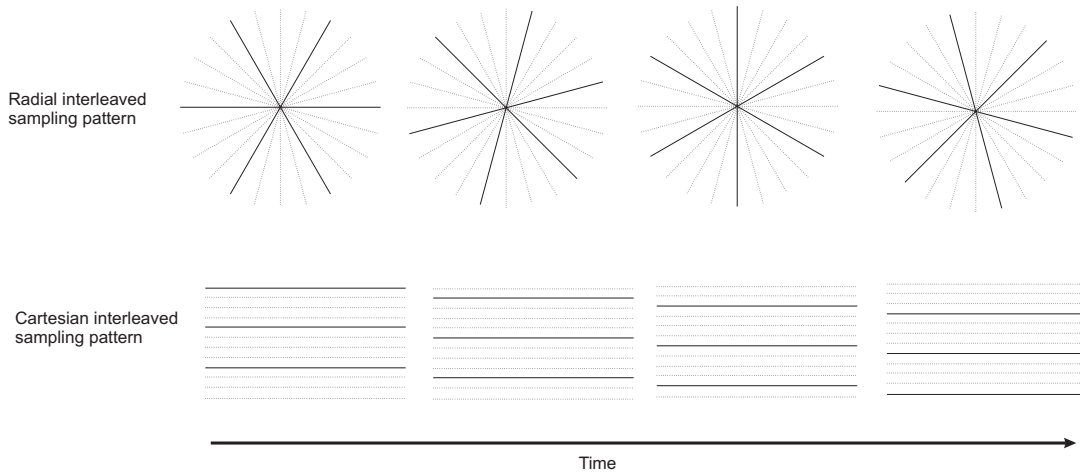 Radial interleaved
sampling pattern
Cartesian interleaved
sampling pattern
Time